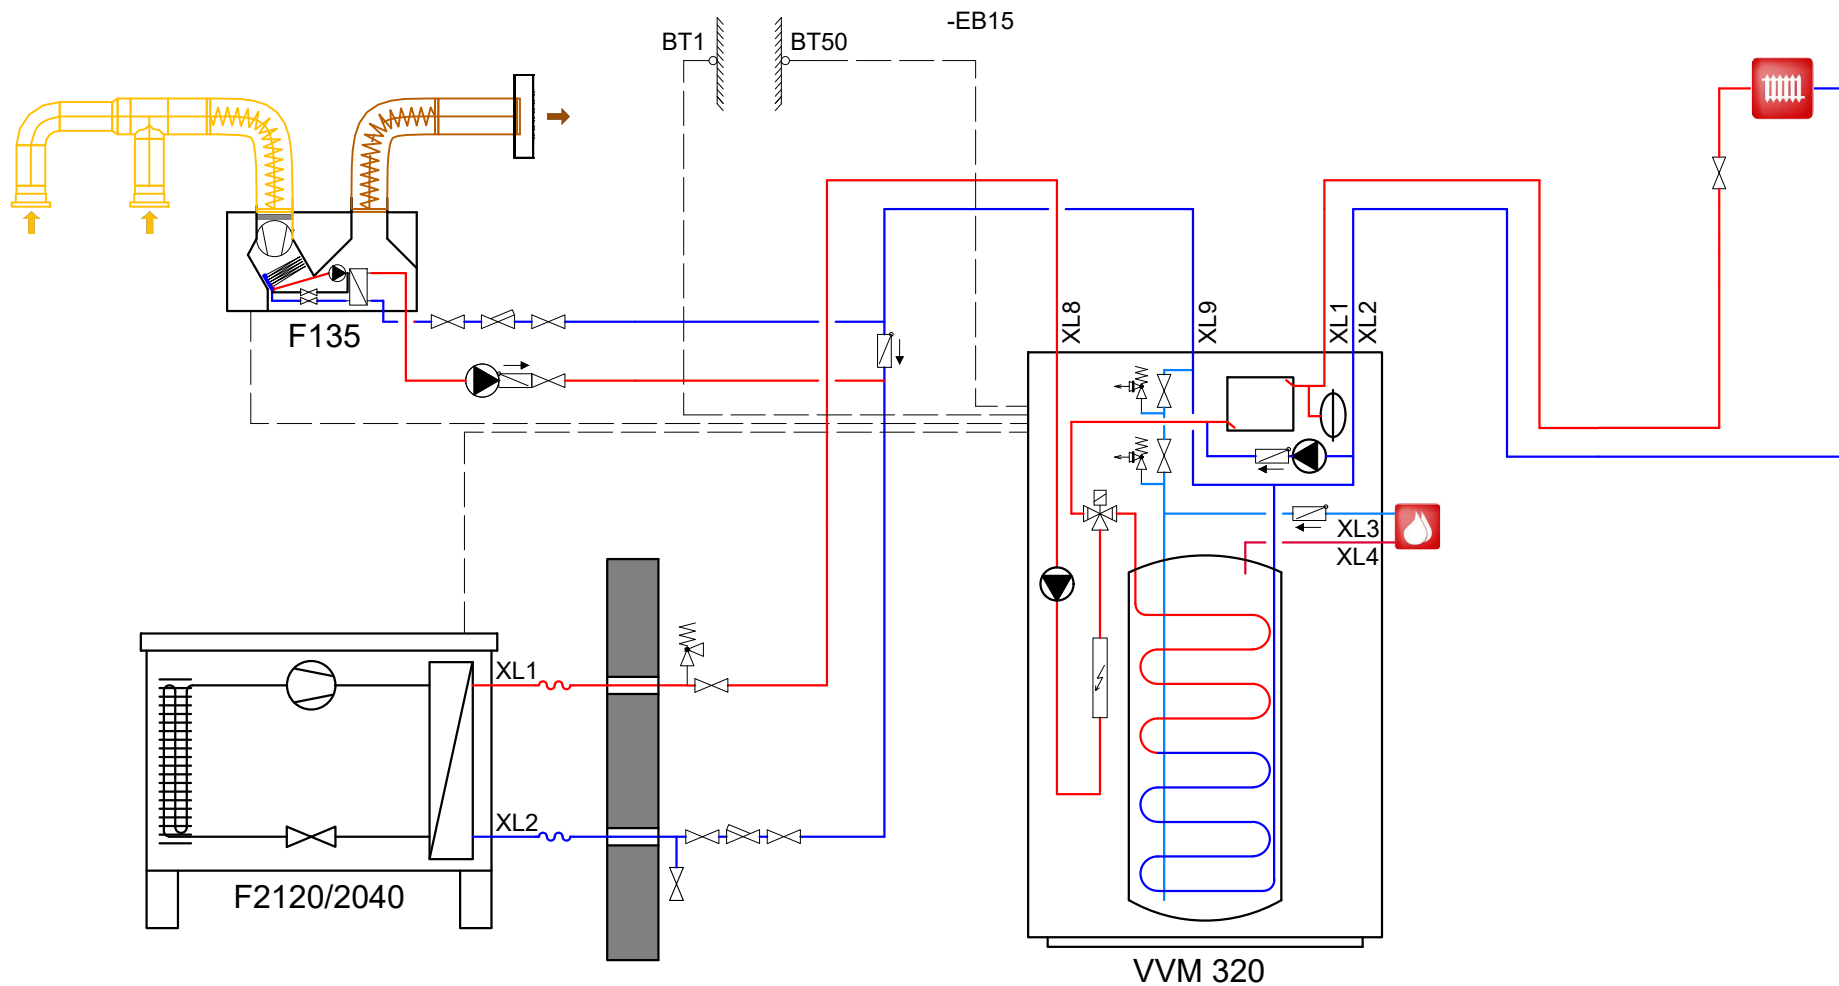 -EB15
BT1
BT50
XL8
XL9
XL1
XL2
F135
XL3
XL4
XL1
XL2
F2120/2040
VVM 320